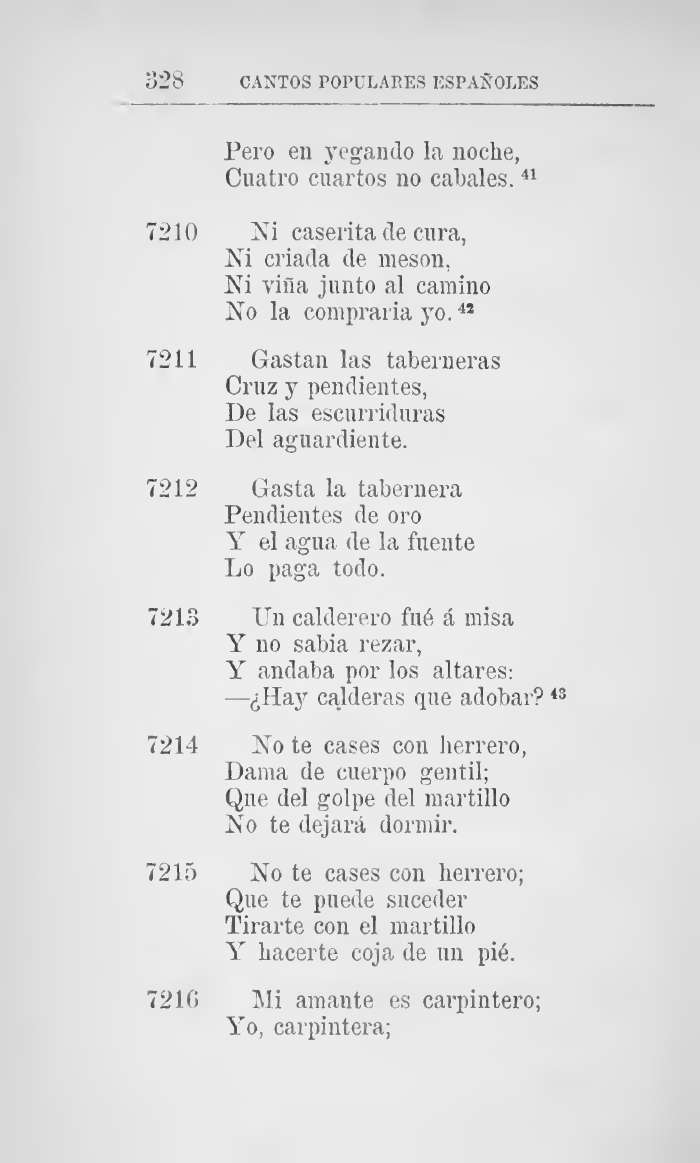 328 CANTOS POPULARES ESPAÑOLES
Pero en yegando la noche,
Cuatro cuartos no cabales. 41
7210 Ni caserita de cura,
Ni criada de meson,
Ni viña junto al camino
No la compraria yo. 42
7211 Gastan las taberneras
Cruz y pendientes,
De las escurriduras
Del aguardiente.
7212 Gasta la tabernera
Pendientes de oro
Y el agua de la fuente
Lo paga todo.
7213 Un calderero fué á misa
Y no sabia rezar,
Y andaba por los altares:
—¿Hay calderas que adobar? 43
7214 No te cases con herrero,
Dama de cuerpo gentil;
Que del golpe del martillo
No te dejará dormir.
7215 No te cases con herrero;
Que te puede suceder
Tirarte con el martillo
Y hacerte coja de un pié.
7216 Mi amante es carpintero;
Yo, carpintera;